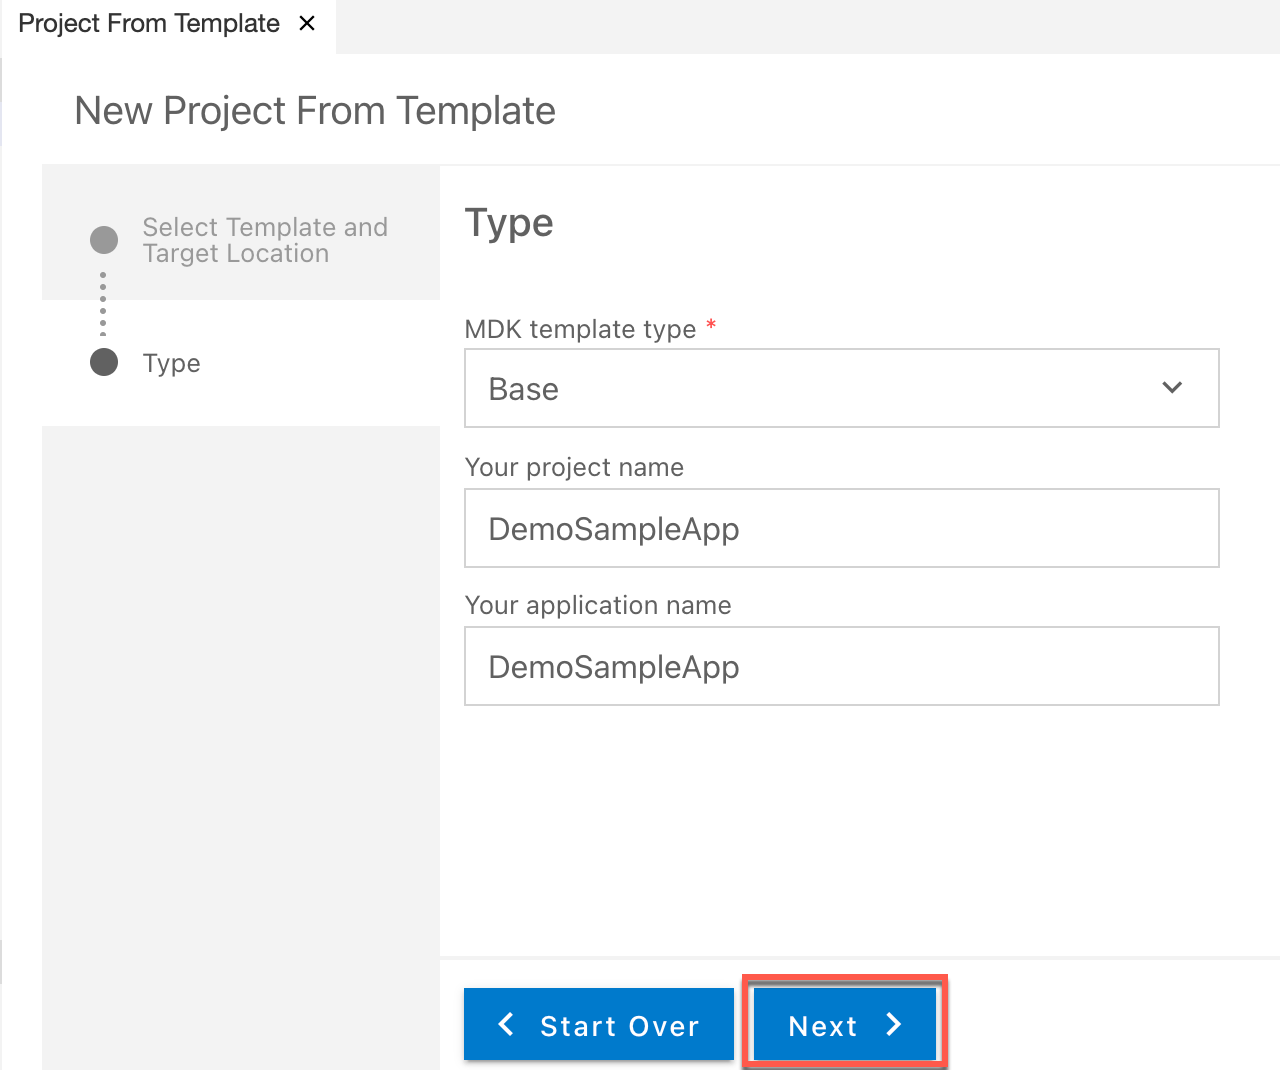 Project From Template
New Project From Template
Select Template and
Target Location
Type
Type
MDK template type *
Base
Your project name
DemoSampleApp
Your application name
DemoSampleApp
Start Over
Next